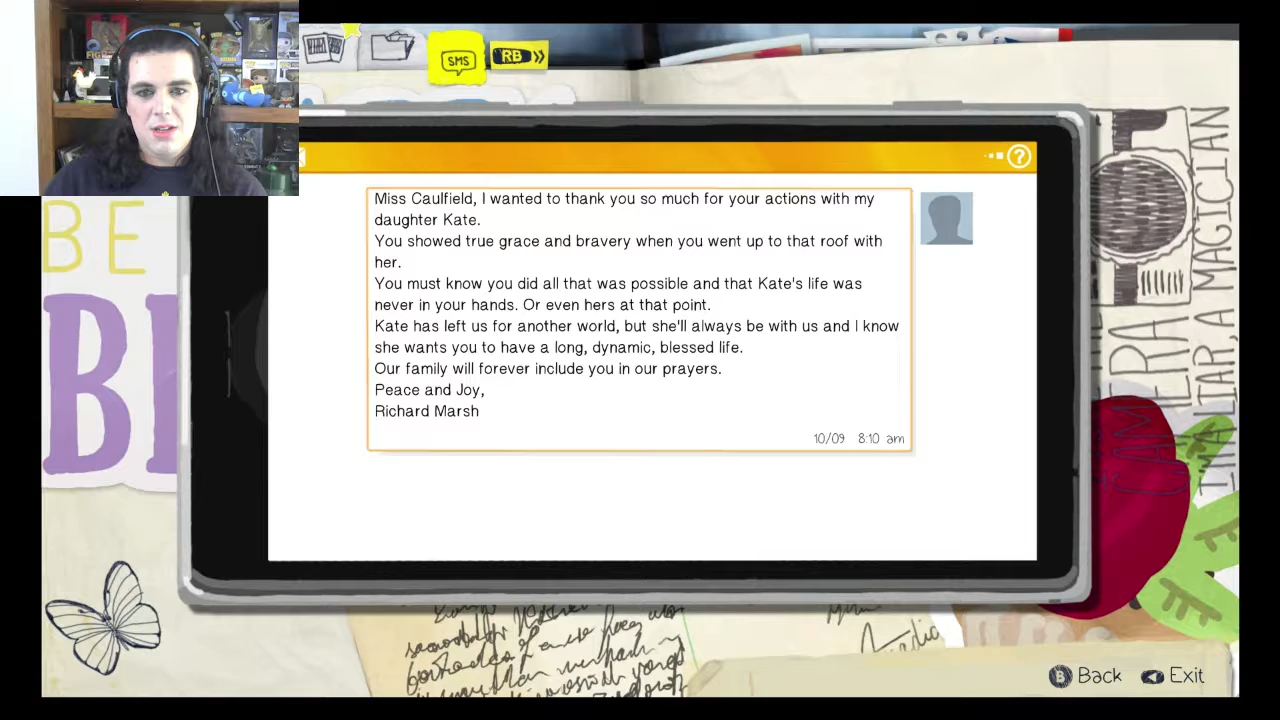 SMS
RB
Miss Caulfield, I wanted to thank you so much for your actions with my
daughter Kate.
You showed true grace and bravery when you went up to that roof with
her.
You must know you did all that was possible and that Kate's life was
never in your hands. Or even hers at that point.
Kate has left us for another world, but she'll always be with us and I know
she wants you to have a long, dynamic, blessed life.
Our family will forever include you in our prayers.
Peace and Joy,
Richard Marsh
10/09 8:10 am
BE
CAMERA
LIAR, A MAGICIAN
B Back
Exit